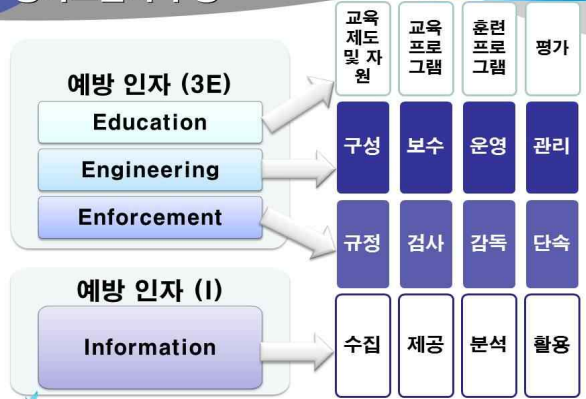 예방 인자 (3E)
Education
Engineering
Enforcement
교육
제도
및 자
원
교육
프로
그램
훈련
프로
그램
평가
구성
보수
운영
관리
규정
검사
감독
단속
예방 인자 (I)
Information
수집
제공
분석
활용